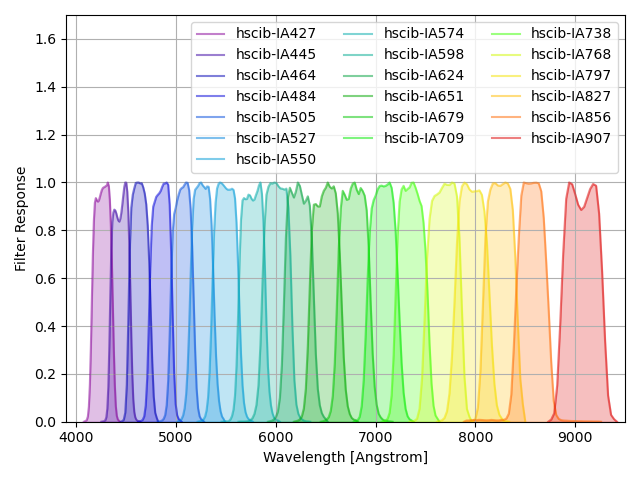 1.6
1.4
1.2
1.0
0.8
0.6
0.4
0.2
0.0
Filter Response
hscib-IA427
hscib-IA445
hscib-IA464
hscib-IA484
hscib-IA505
hscib-IA527
hscib-IA550
hscib-IA574
hscib-IA598
hscib-IA624
hscib-IA651
hscib-IA679
hscib-IA709
hscib-IA738
hscib-IA768
hscib-IA797
hscib-IA827
hscib-IA856
hscib-IA907
4000 5000 6000 7000 8000 9000
Wavelength [Angstrom]